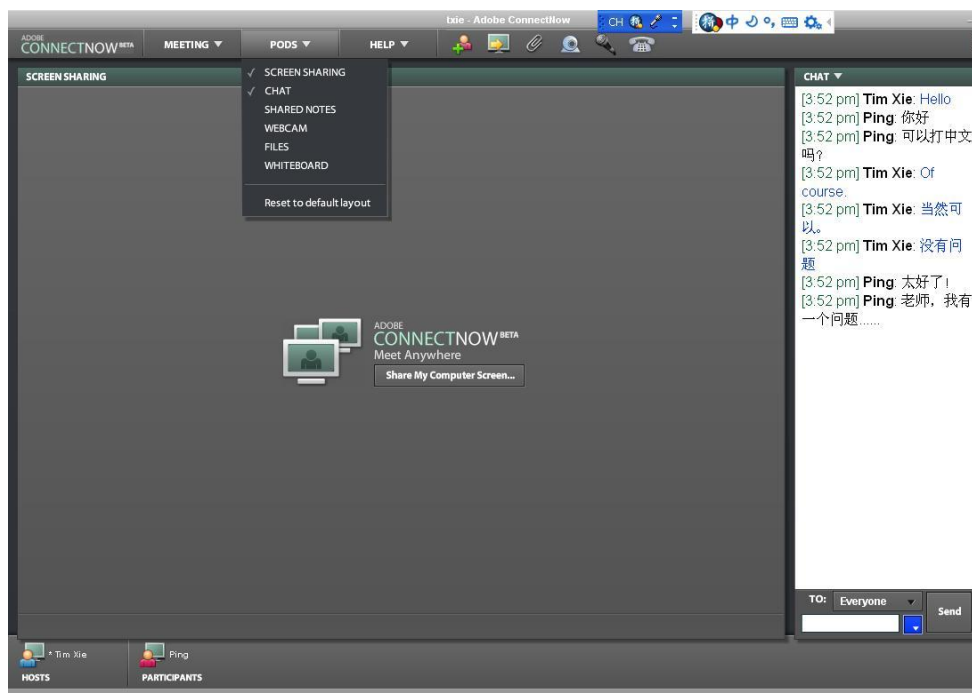 txie - Adobe ConnectNow
CH
中
ADOBE
CONNECTNOW BETA
MEETING
PODS
HELP
SCREEN SHARING
✓ SCREEN SHARING
✓ CHAT
SHARED NOTES
WEBCAM
FILES
WHITEBOARD
Reset to default layout
ADOBE
CONNECTNOW BETA
Meet Anywhere
Share My Computer Screen...
CHAT
[3:52 pm] Tim Xie: Hello
[3:52 pm] Ping: 你好
[3:52 pm] Ping: 可以打中文
吗?
[3:52 pm] Tim Xie: Of
course.
[3:52 pm] Tim Xie: 当然可
以。
[3:52 pm] Tim Xie: 没有问
题
[3:52 pm] Ping: 太好了!
[3:52 pm] Ping: 老师，我有
一个问题......
TO: Everyone
Send
* Tim Xie
Ping
HOSTS
PARTICIPANTS